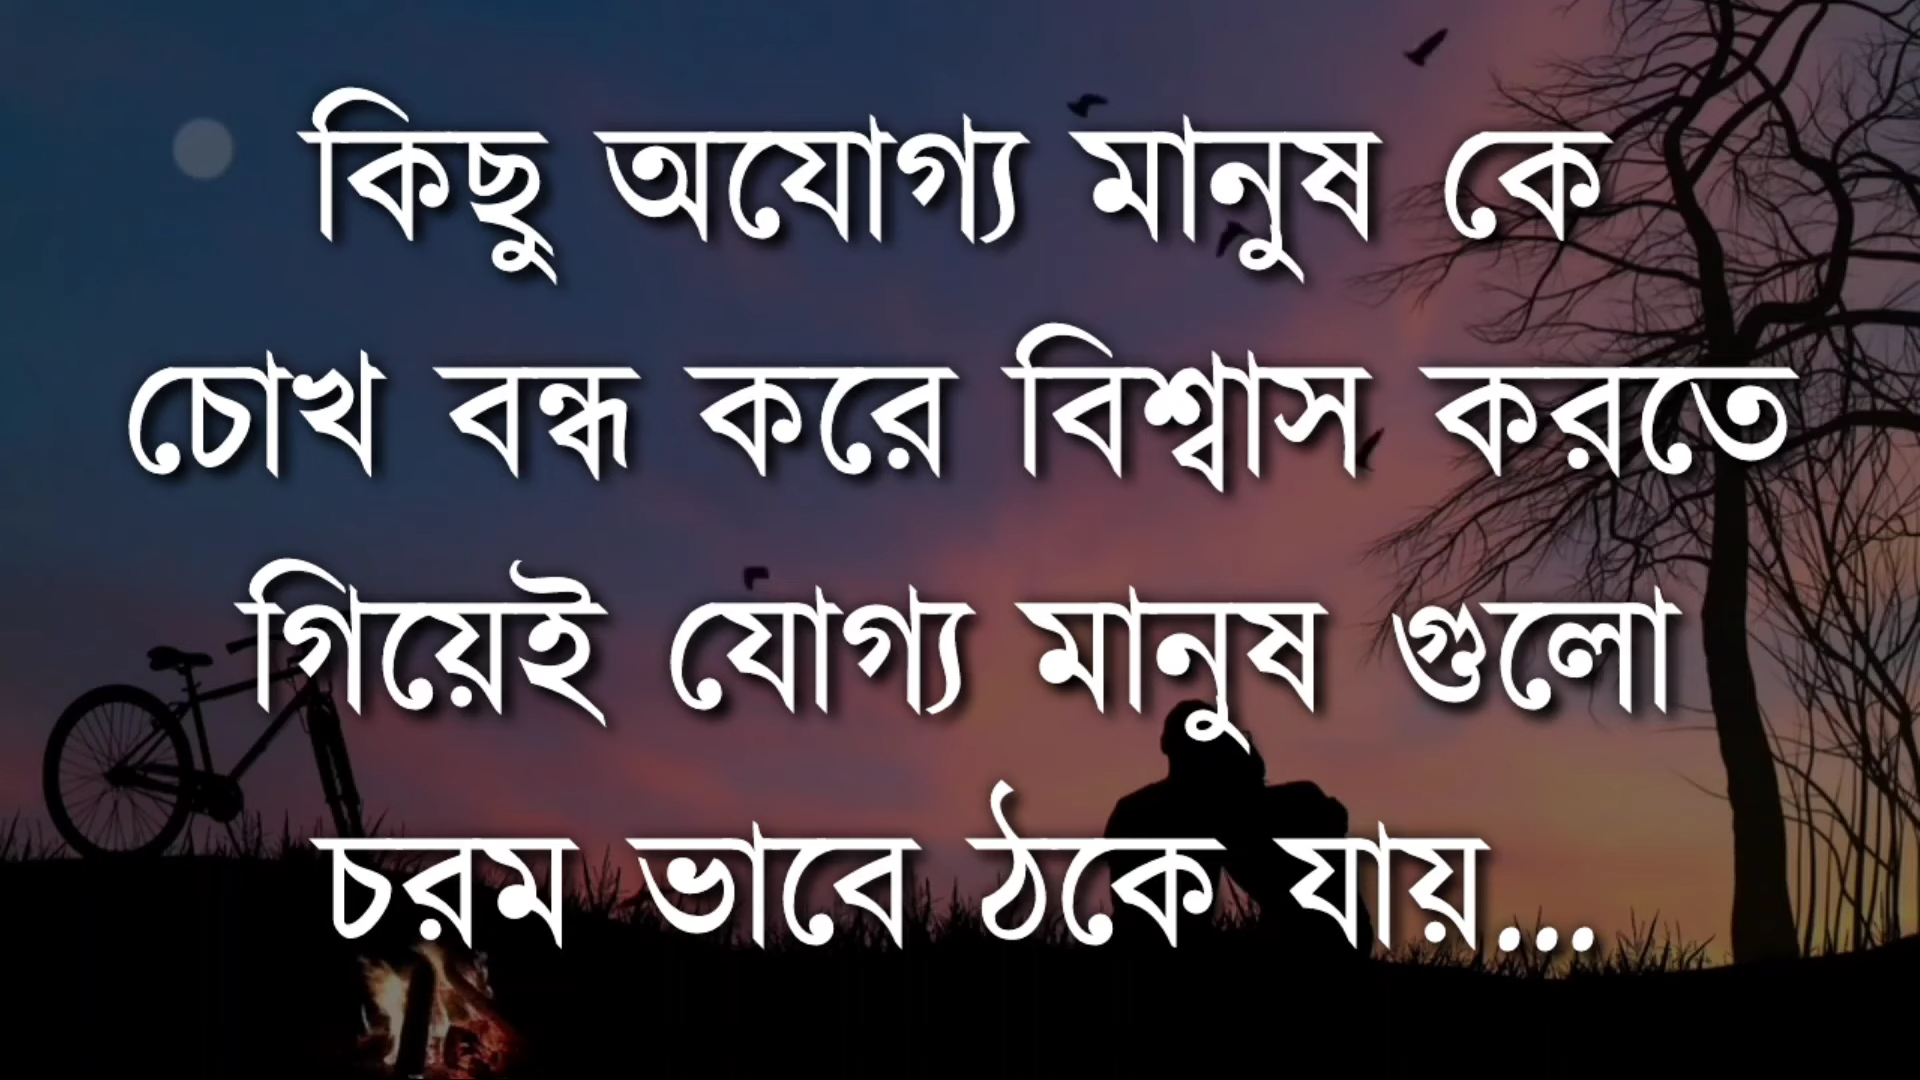 কিছু অযোগ্য মানুষ কে
চোখ বন্ধ করে বিশ্বাস করতে
গিয়েই যোগ্য মানুষ গুলো
চরম ভাবে ঠকে যায়...